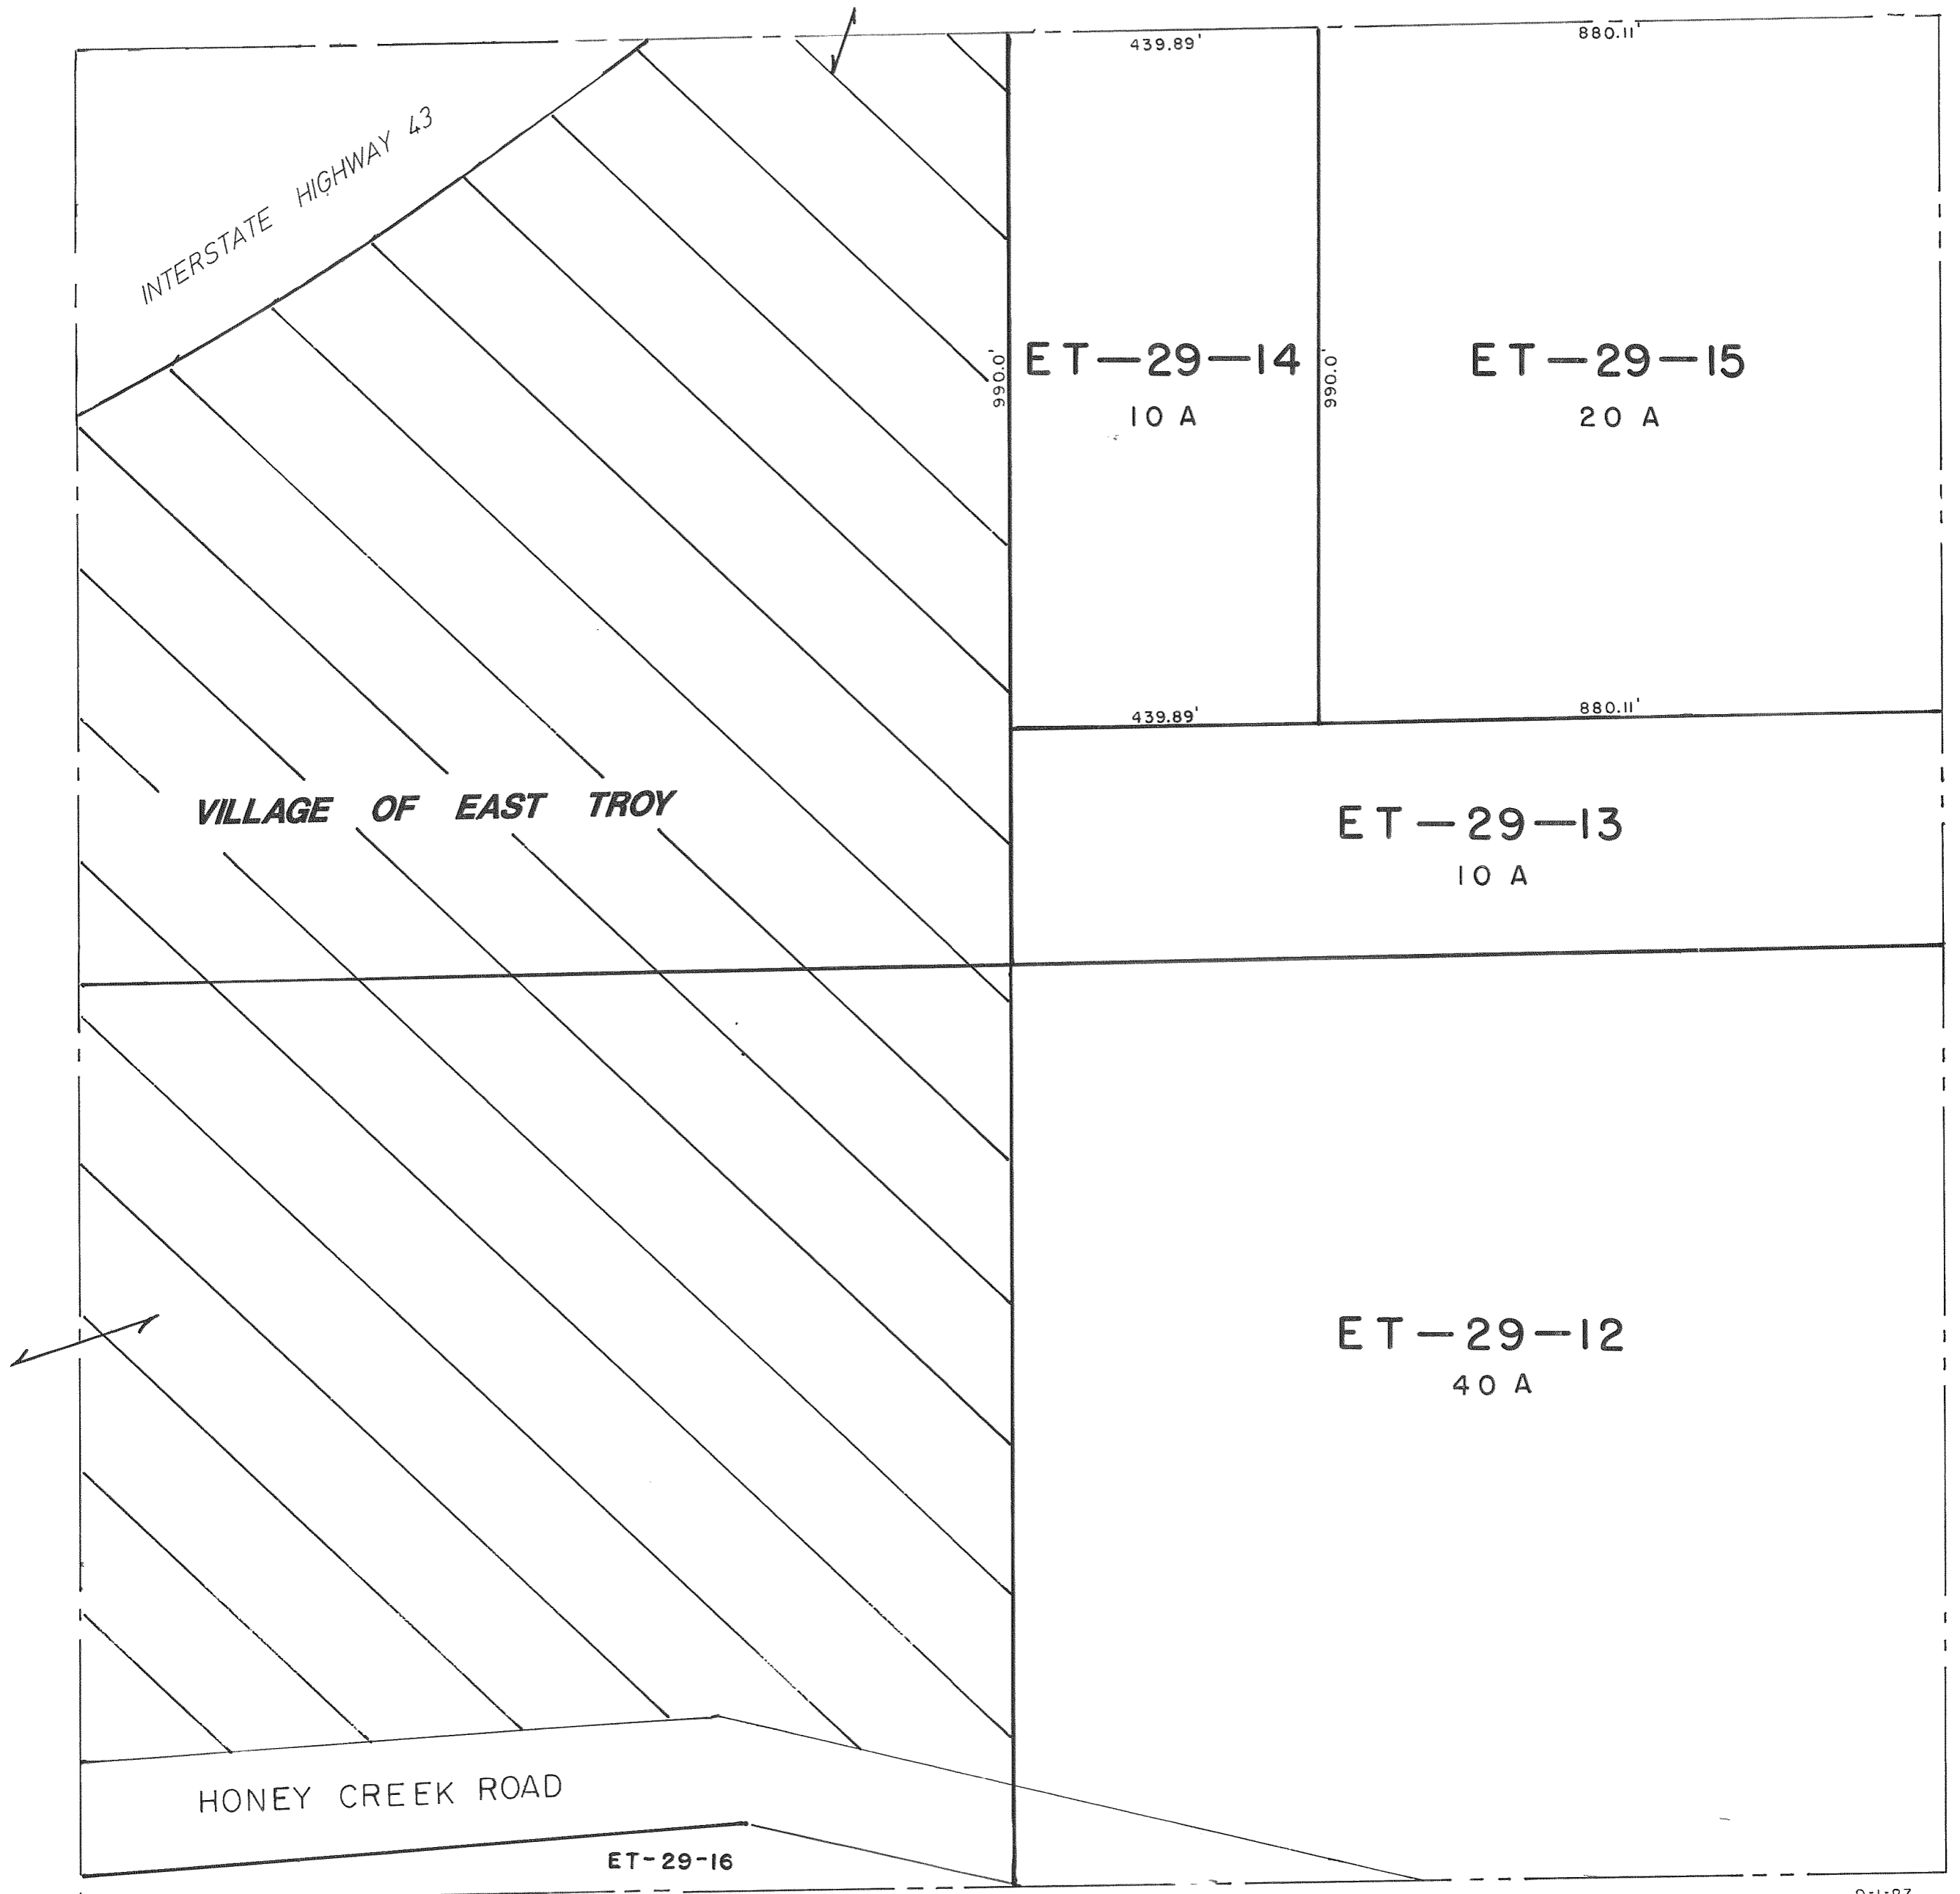 439.89'
880.11'
INTERSTATE HIGHWAY 43
990.0'
ET-29-14
10 A
990.0'
ET-29-15
20 A
439.89'
880.11'
VILLAGE OF EAST TROY
ET-29-13
10 A
ET-29-12
40 A
HONEY CREEK ROAD
ET-29-16